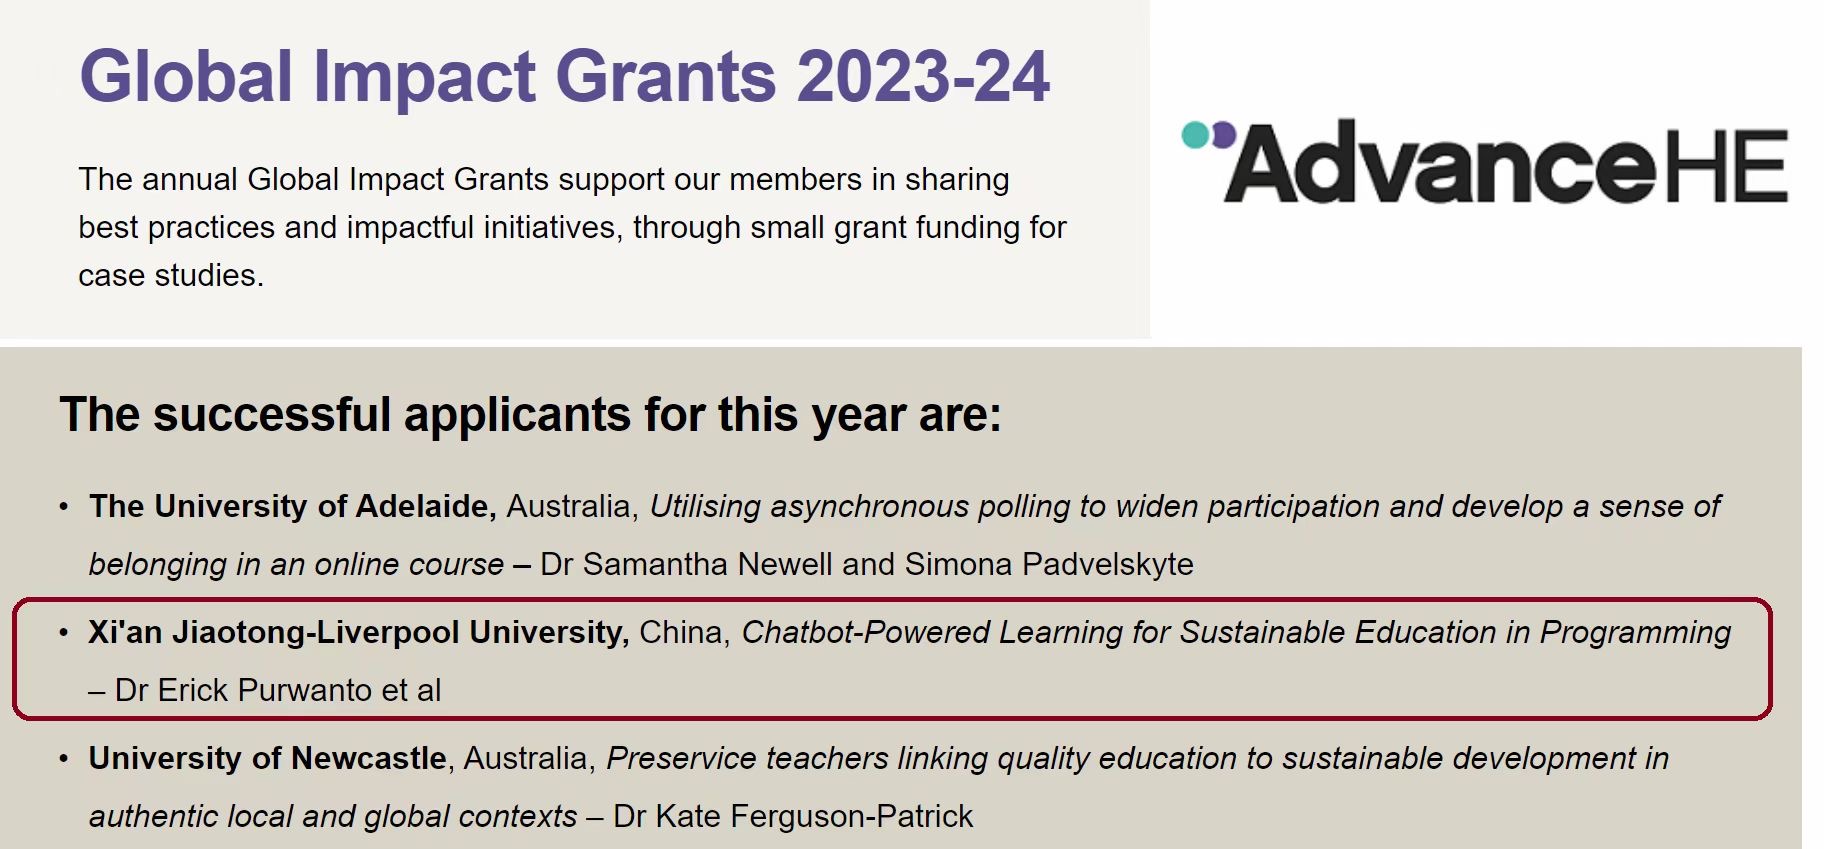 Global Impact Grants 2023-24
The annual Global Impact Grants support our members in sharing
best practices and impactful initiatives, through small grant funding for
case studies.
AdvanceHE
The successful applicants for this year are:
• The University of Adelaide, Australia, Utilising asynchronous polling to widen participation and develop a sense of
belonging in an online course – Dr Samantha Newell and Simona Padvelskyte
• Xi'an Jiaotong-Liverpool University, China, Chatbot-Powered Learning for Sustainable Education in Programming
– Dr Erick Purwanto et al
• University of Newcastle, Australia, Preservice teachers linking quality education to sustainable development in
authentic local and global contexts – Dr Kate Ferguson-Patrick